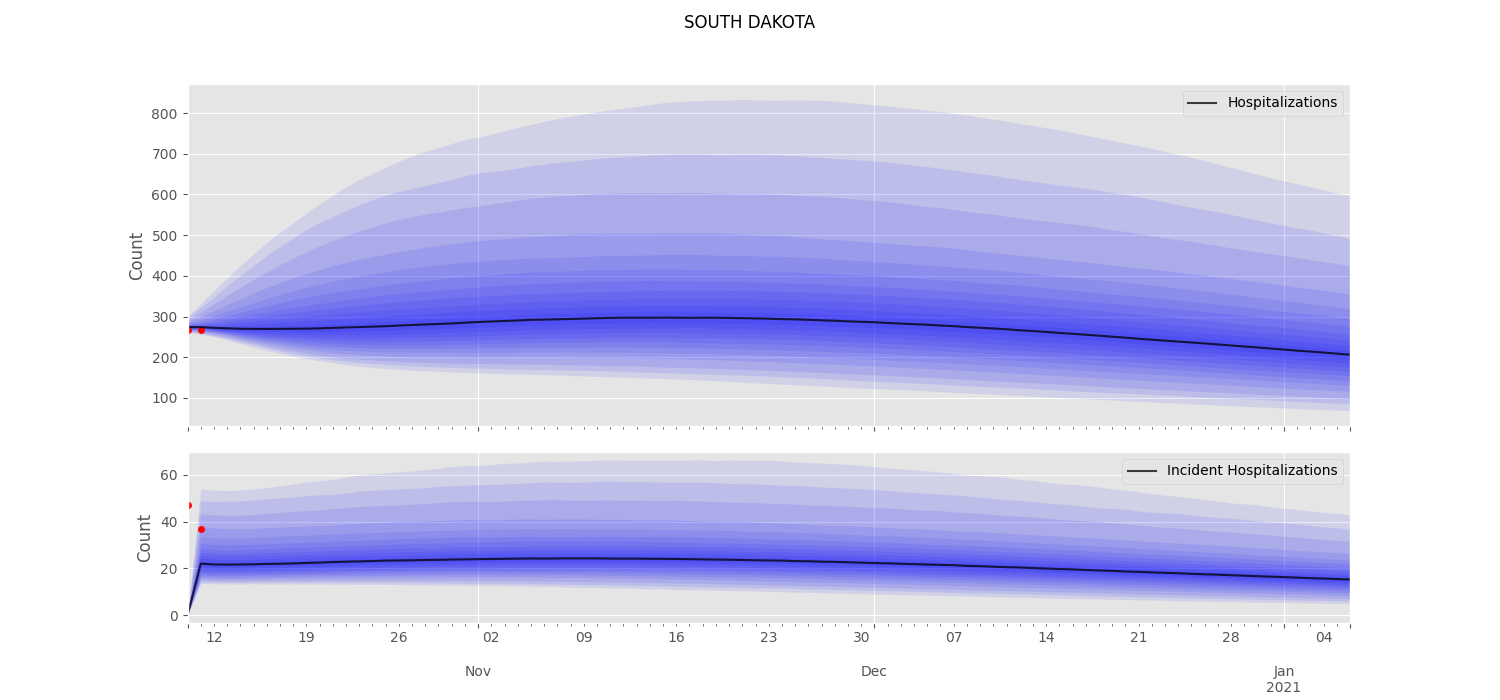 SOUTH DAKOTA
Hospitalizations
Count
800
700
600
500
400
300
200
100
Incident Hospitalizations
Count
60
40
20
0
12 19 26 02 09 16 23 30 07 14 21 28 04
Nov Dec Jan
2021